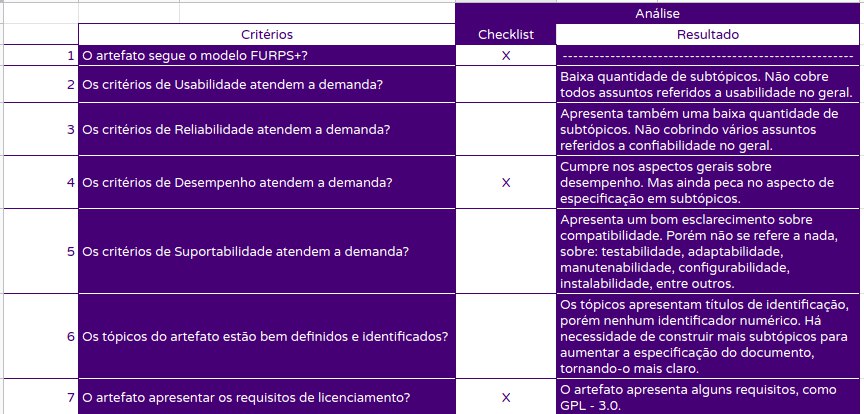 Análise
Critérios
Checklist
Resultado
1
O artefato segue o modelo FURPS+?
X
-------------------------------------------------------
2
Os critérios de Usabilidade atendem a demanda?
Baixa quantidade de subtópicos. Não cobre
todos assuntos referidos a usabilidade no geral.
3
Os critérios de Reliabilidade atendem a demanda?
Apresenta também uma baixa quantidade de
subtópicos. Não cobrindo vários assuntos
referidos a confiabilidade no geral.
4
Os critérios de Desempenho atendem a demanda?
X
Cumpre nos aspectos gerais sobre
desempenho. Mas ainda peca no aspecto de
especificação em subtópicos.
5
Os critérios de Suportabilidade atendem a demanda?
Apresenta um bom esclarecimento sobre
compatibilidade. Porém não se refere a nada,
sobre: testabilidade, adaptabilidade,
manutenabilidade, configurabilidade,
instalabilidade, entre outros.
6
Os tópicos do artefato estão bem definidos e identificados?
Os tópicos apresentam títulos de identificação,
porém nenhum identificador numérico. Há
necessidade de construir mais subtópicos para
aumentar a especificação do documento,
tornando-o mais claro.
7
O artefato apresentar os requisitos de licenciamento?
X
O artefato apresenta alguns requisitos, como
GPL - 3.0.